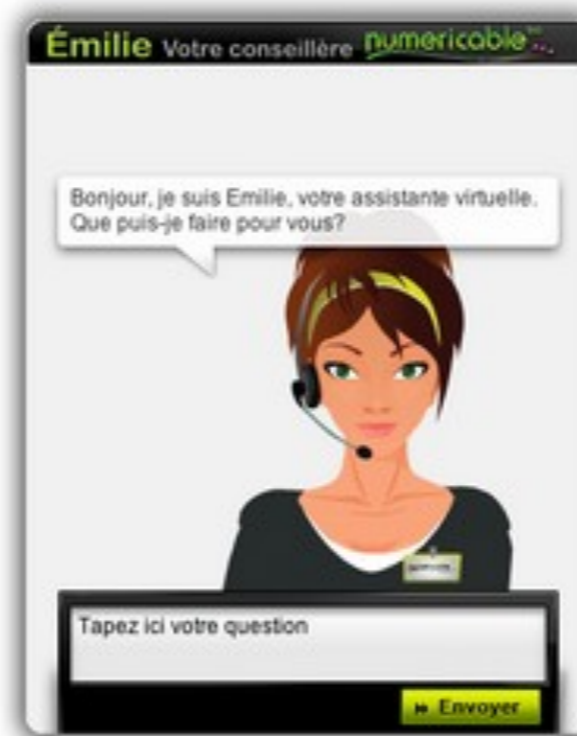 Émilie Votre conseillère numericable
Bonjour, je suis Emilie, votre assistante virtuelle.
Que puis-je faire pour vous?
Tapez ici votre question
Envoyer